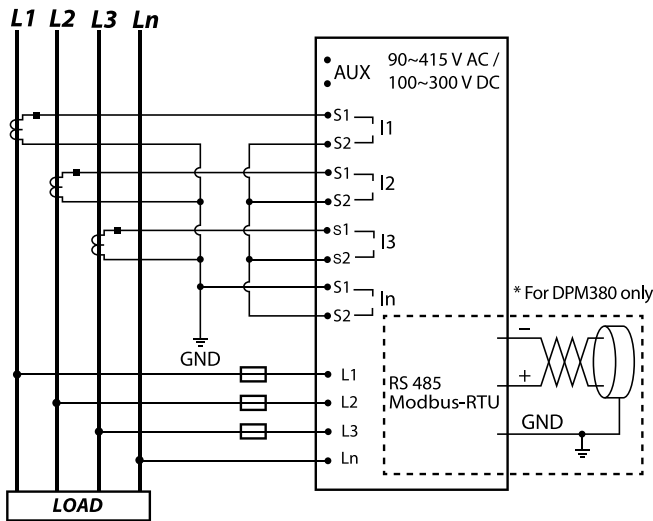 L1 L2 L3 Ln
AUX
90~415 V AC /
100~300 V DC
S1
I1
S2
S1
I2
S2
s1
I3
s2
S1
In
S2
* For DPM380 only
GND
L1
L2
L3
Ln
RS 485
Modbus-RTU
−
+
GND
LOAD